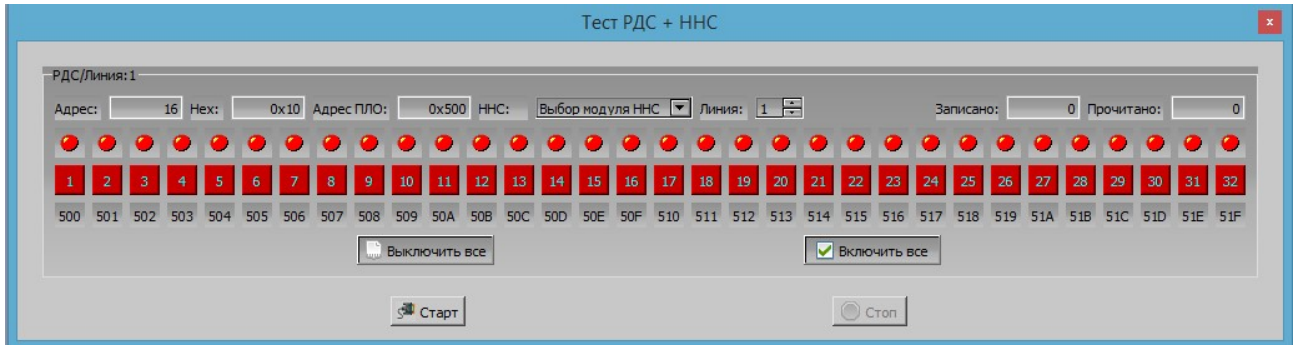 Тест РДС + ННС
x
РДС/Линия:1
Адрес: 16 Hex: 0x10 Адрес ПЛО: 0x500 ННС: Выбор модуля ННС Линия: 1 Записано: 0 Прочитано: 0
1 2 3 4 5 6 7 8 9 10 11 12 13 14 15 16 17 18 19 20 21 22 23 24 25 26 27 28 29 30 31 32
500 501 502 503 504 505 506 507 508 509 50A 50B 50C 50D 50E 50F 510 511 512 513 514 515 516 517 518 519 51A 51B 51C 51D 51E 51F
Выключить все Включить все
Старт Стоп